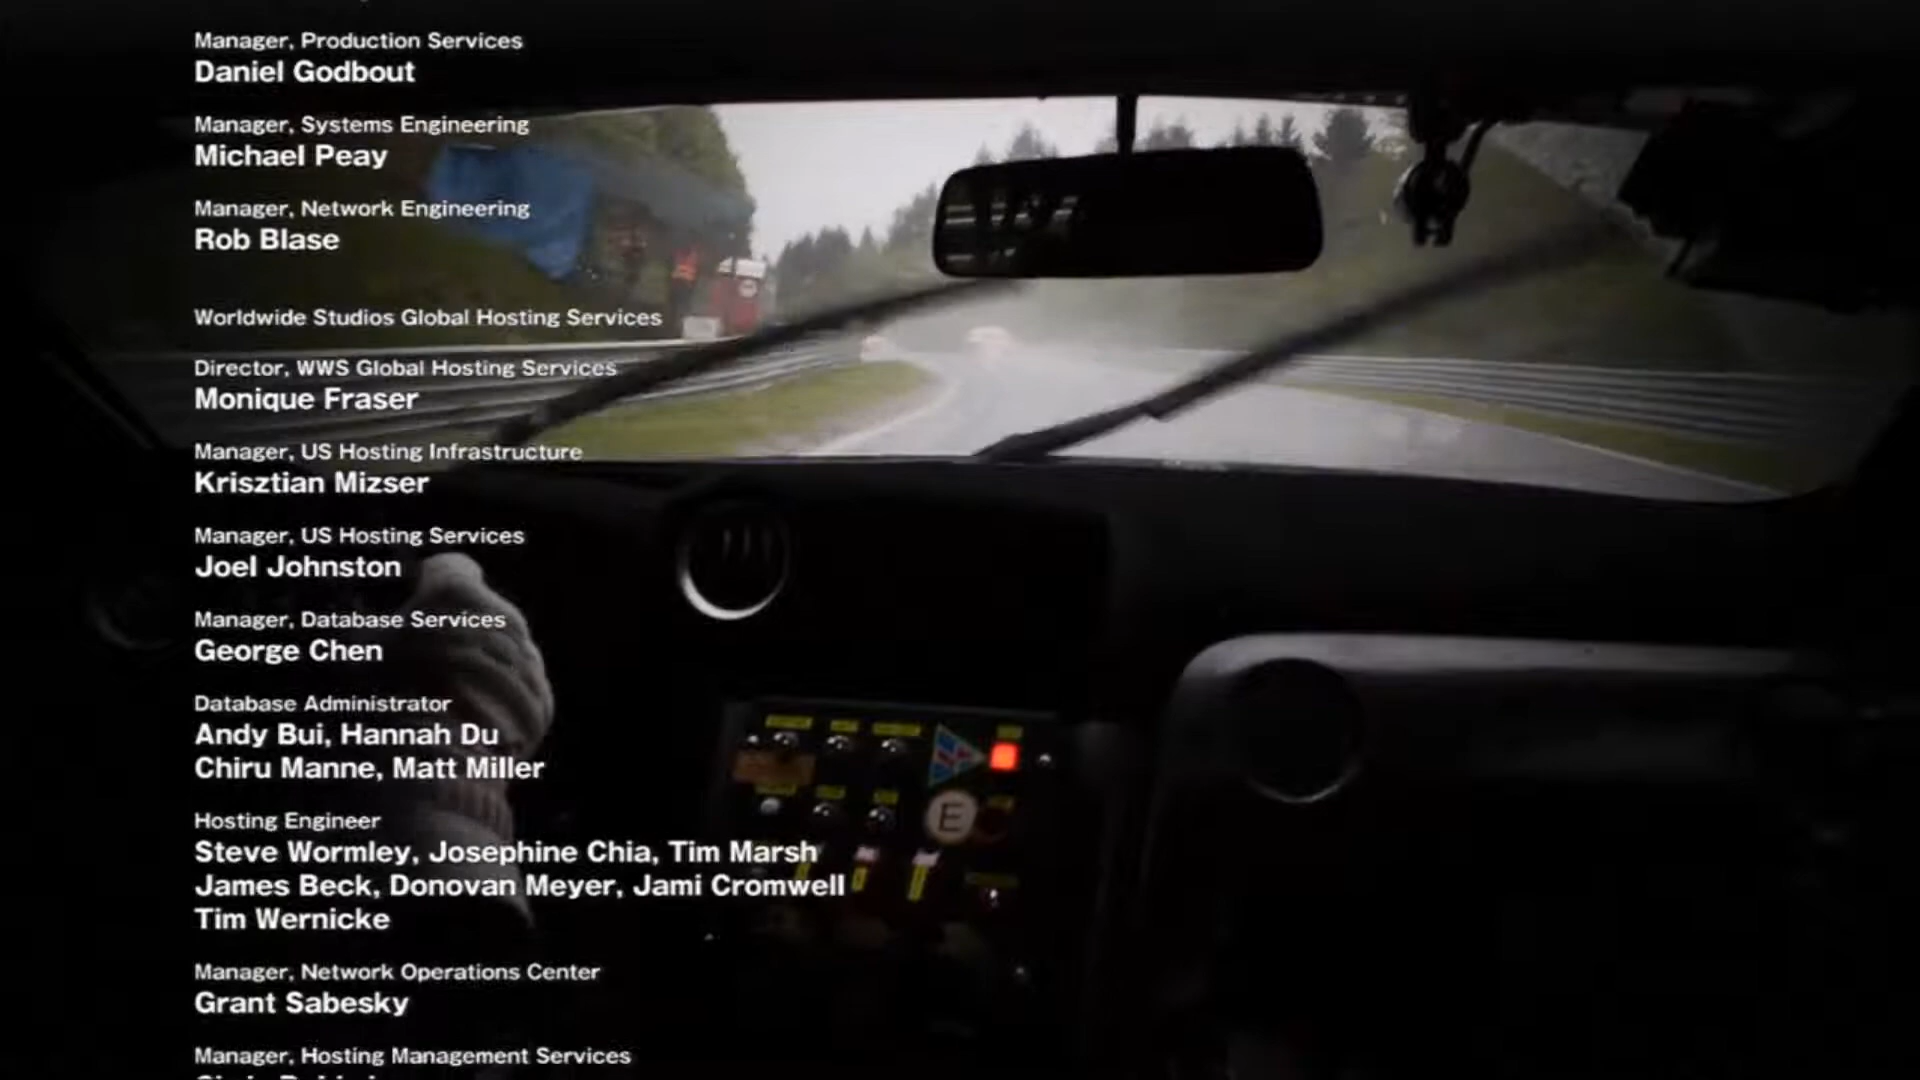 Manager, Production Services
Daniel Godbout
Manager, Systems Engineering
Michael Peay
Manager, Network Engineering
Rob Blase
Worldwide Studios Global Hosting Services
Director, WWS Global Hosting Services
Monique Fraser
Manager, US Hosting Infrastructure
Krisztian Mizser
Manager, US Hosting Services
Joel Johnston
Manager, Database Services
George Chen
Database Administrator
Andy Bui, Hannah Du
Chiru Manne, Matt Miller
Hosting Engineer
Steve Wormley, Josephine Chia, Tim Marsh
James Beck, Donovan Meyer, Jami Cromwell
Tim Wernicke
Manager, Network Operations Center
Grant Sabesky
Manager, Hosting Management Services
E